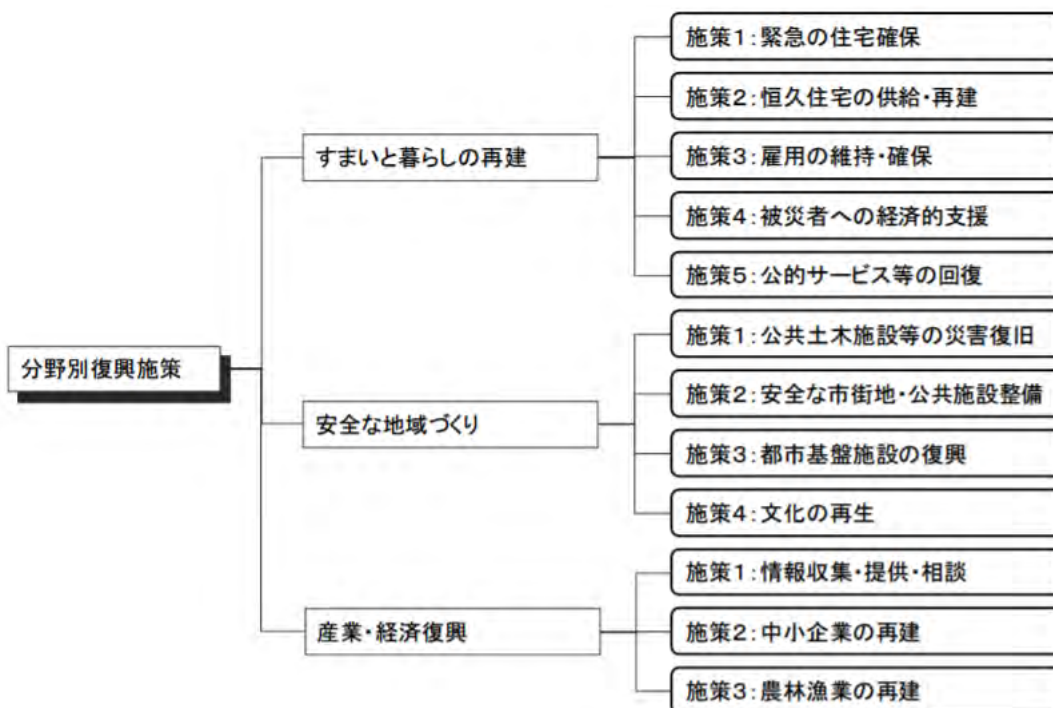 分野別復興施策
すまいと暮らしの再建
施策1:緊急の住宅確保
施策2:恒久住宅の供給・再建
施策3:雇用の維持・確保
施策4:被災者への経済的支援
施策5:公的サービス等の回復
安全な地域づくり
施策1:公共土木施設等の災害復旧
施策2:安全な市街地・公共施設整備
施策3:都市基盤施設の復興
施策4:文化の再生
産業・経済復興
施策1:情報収集・提供・相談
施策2:中小企業の再建
施策3:農林漁業の再建